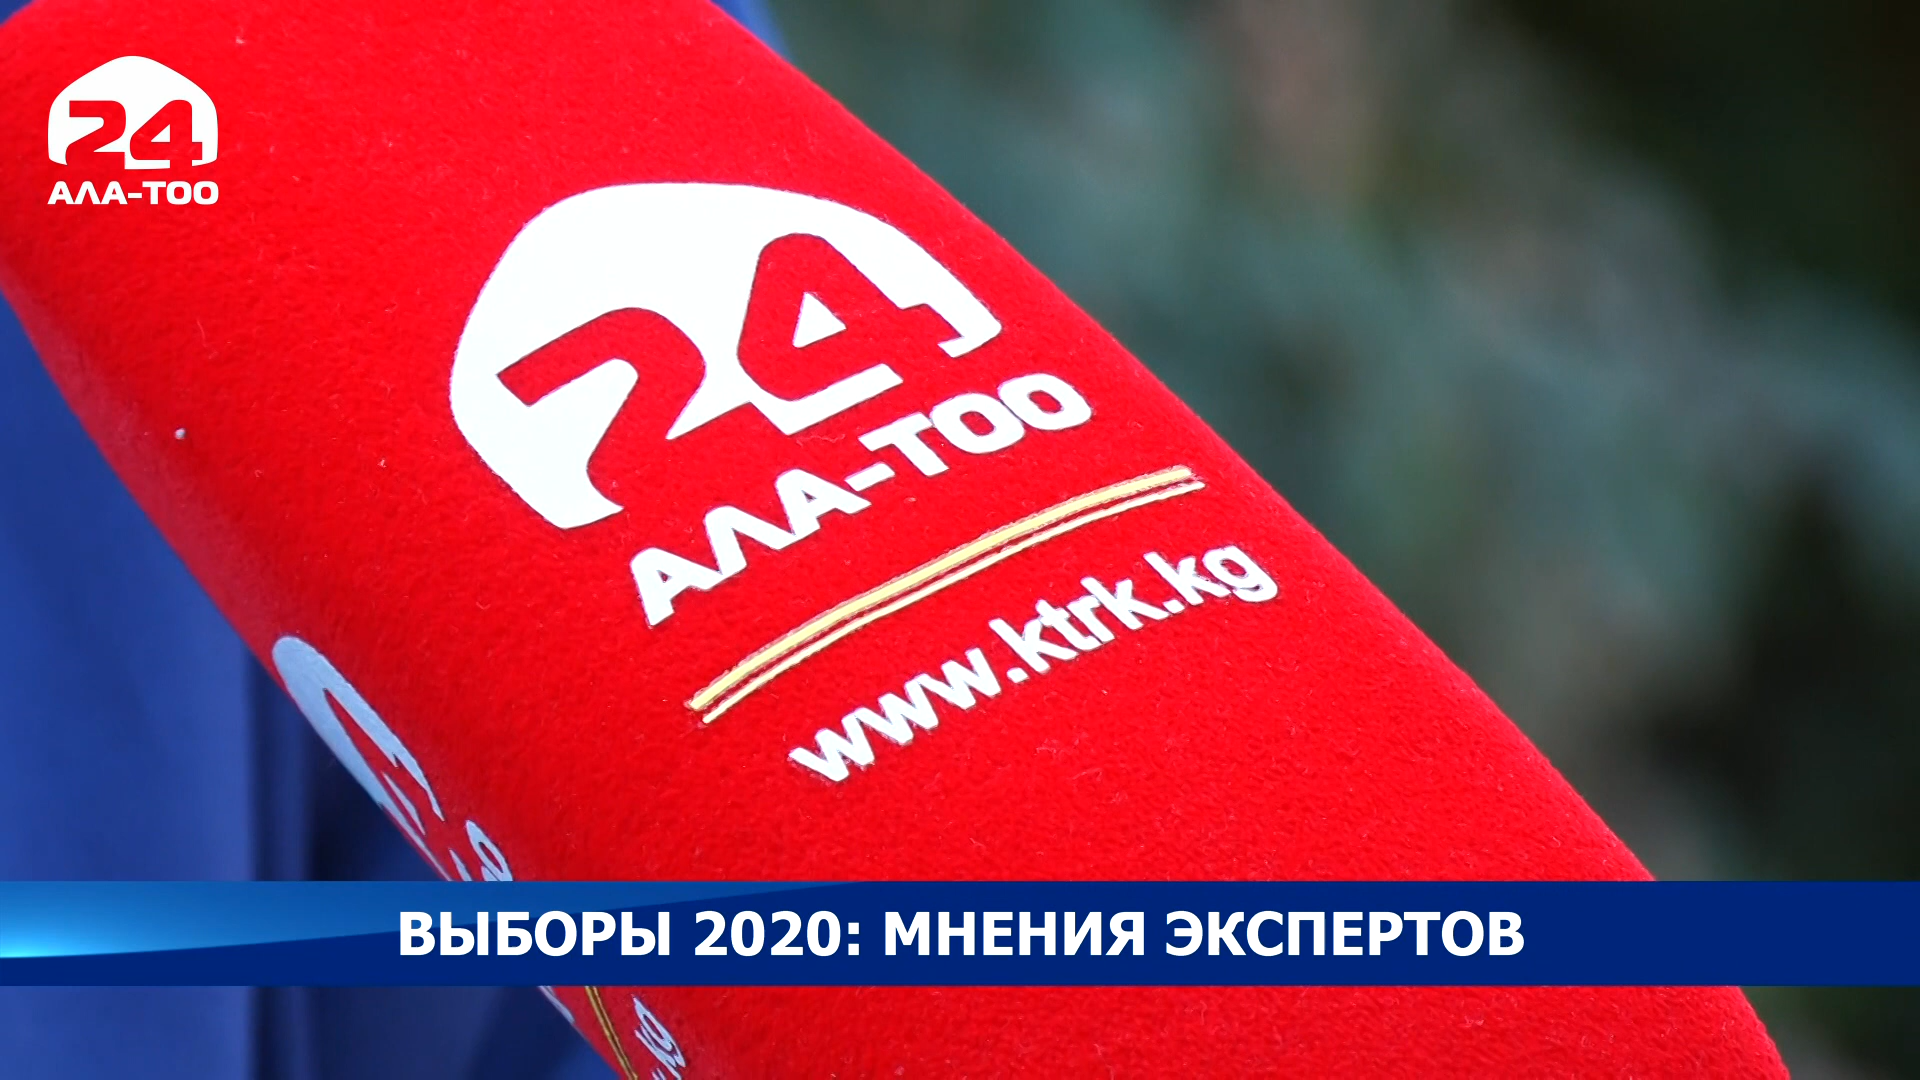 24
АЛА-ТОО
24
АЛА-ТОО
www.ktrk.kg
ВЫБОРЫ 2020: МНЕНИЯ ЭКСПЕРТОВ